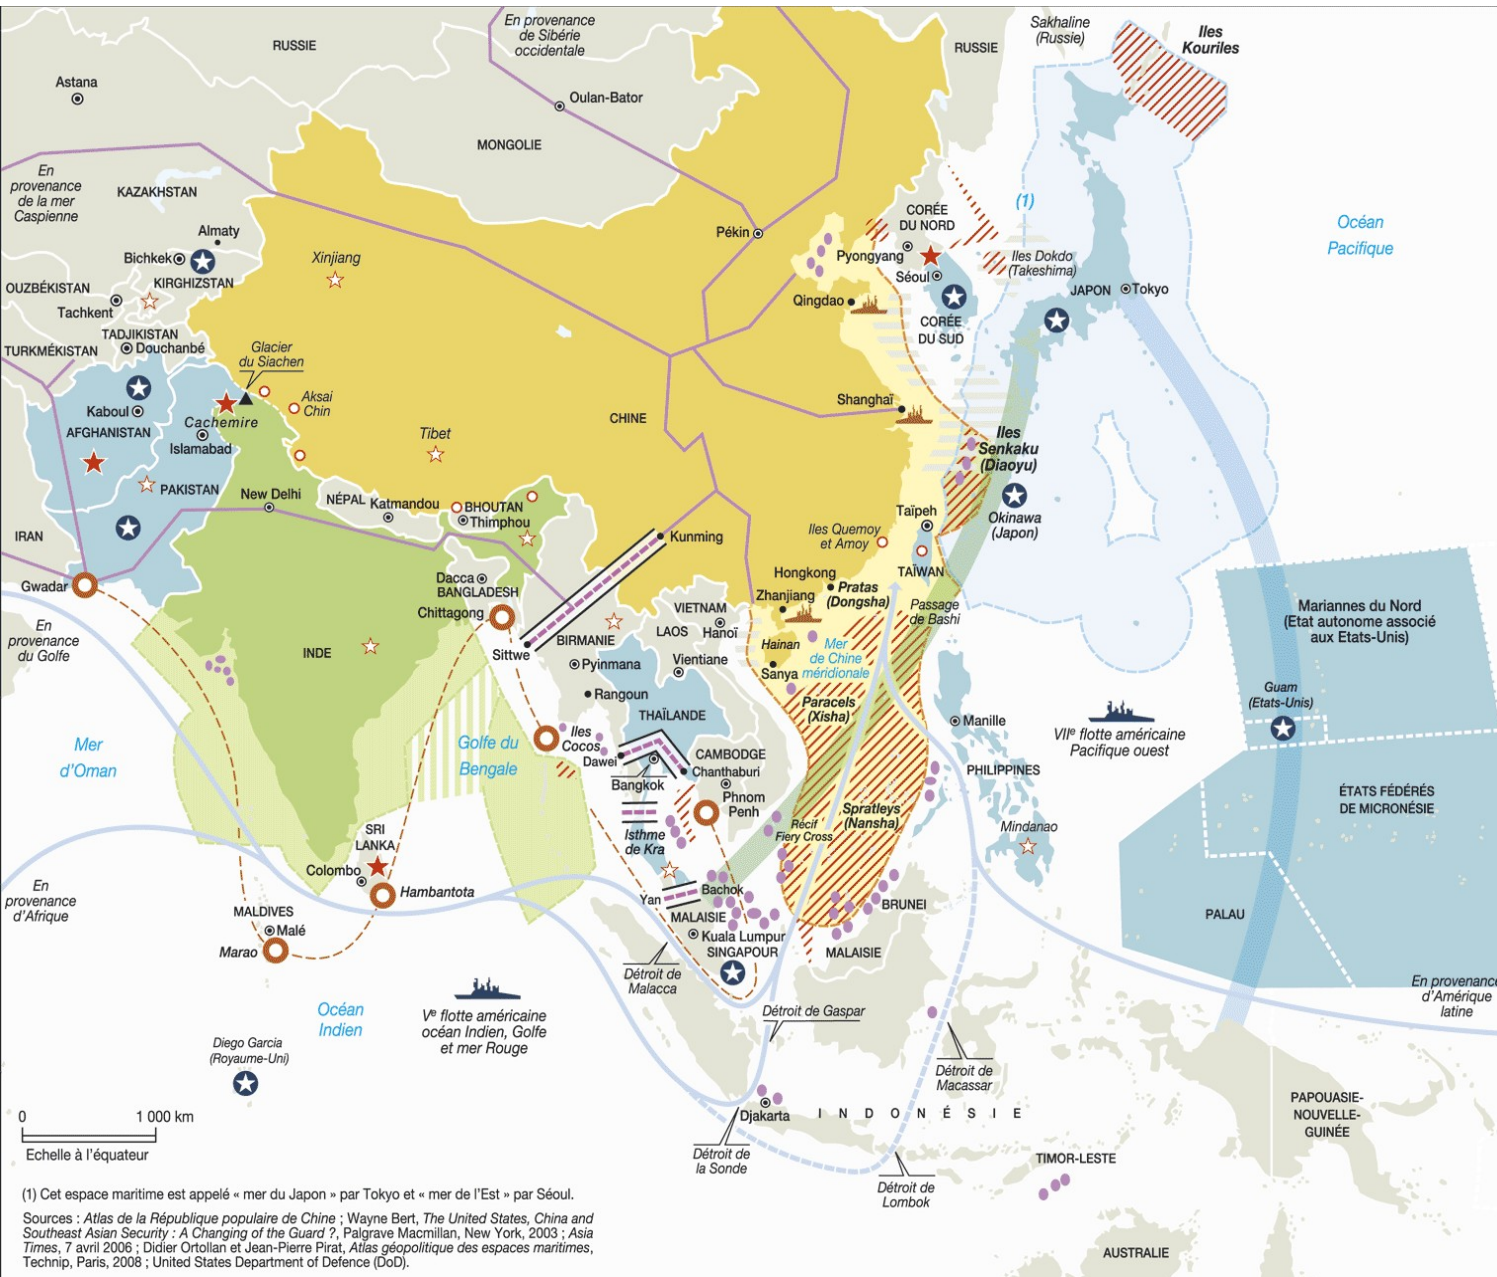 En provenance
de Sibérie
occidentale
Sakhaline
(Russie)
Iles
Kouriles
RUSSIE
RUSSIE
Astana
Oulan-Bator
MONGOLIE
En
provenance
de la mer
Caspienne
KAZAKHSTAN
(1)
CORÉE
DU NORD
Océan
Pacifique
Almaty
Pékin
Bichkek
Xinjiang
Pyongyang
Iles Dokdo
(Takeshima)
KIRGHIZSTAN
Séoul
OUZBÉKISTAN
JAPON
Tokyo
Qingdao
Tachkent
CORÉE
DU SUD
TADJIKISTAN
Douchanbé
TURKMÉKISTAN
Glacier
du Siachen
Aksai
Chin
Shanghaï
Kaboul
CHINE
Cachemire
AFGHANISTAN
Tibet
Iles
Senkaku
(Diaoyu)
Islamabad
PAKISTAN
New Delhi
NÉPAL
Katmandou
BHOUTAN
Thimphou
Taïpeh
Okinawa
(Japon)
IRAN
Iles Quemoy
et Amoy
Kunming
TAÏWAN
Gwadar
Dacca
BANGLADESH
Hongkong
Pratas
(Dongsha)
Zhanjiang
Chittagong
VIETNAM
Passage
de Bashi
Mariannes du Nord
(Etat autonome associé
aux Etats-Unis)
En
provenance
du Golfe
LAOS
Hanoï
BIRMANIE
Hainan
Mer
de Chine
méridionale
INDE
Sittwe
Pyinmana
Vientiane
Sanya
Rangoun
Guam
(Etats-Unis)
Paracels
(Xisha)
THAÏLANDE
Manille
VIIe flotte américaine
Pacifique ouest
Mer
d'Oman
Golfe du
Bengale
Iles
Cocos
Dawei
CAMBODGE
Chanthaburi
PHILIPPINES
Bangkok
Phnom
Penh
ÉTATS FÉDÉRÉS
DE MICRONÉSIE
Spratleys
(Nansha)
Récif
Fiery Cross
Mindanao
SRI
LANKA
Isthme
de Kra
Colombo
Hambantota
En
provenance
d'Afrique
Yan
Bachok
BRUNEI
MALDIVES
Malé
MALAISIE
PALAU
Marao
Kuala Lumpur
SINGAPOUR
MALAISIE
Détroit de
Malacca
En provenance
d'Amérique
latine
Océan
Indien
Ve flotte américaine
océan Indien, Golfe
et mer Rouge
Détroit de Gaspar
Diego Garcia
(Royaume-Uni)
Détroit de
Macassar
0 1 000 km
Echelle à l'équateur
Djakarta
INDONÉSIE
PAPOUASIE-
NOUVELLE-
GUINÉE
Détroit de
la Sonde
TIMOR-LESTE
Détroit de
Lombok
(1) Cet espace maritime est appelé « mer du Japon » par Tokyo et « mer de l'Est » par Séoul.
Sources : Atlas de la République populaire de Chine ; Wayne Bert, The United States, China and
Southeast Asian Security : A Changing of the Guard ?, Palgrave Macmillan, New York, 2003 ; Asia
Times, 7 avril 2006 ; Didier Ortollan et Jean-Pierre Pirat, Atlas géopolitique des espaces maritimes,
Technip, Paris, 2008 ; United States Department of Defence (DoD).
AUSTRALIE